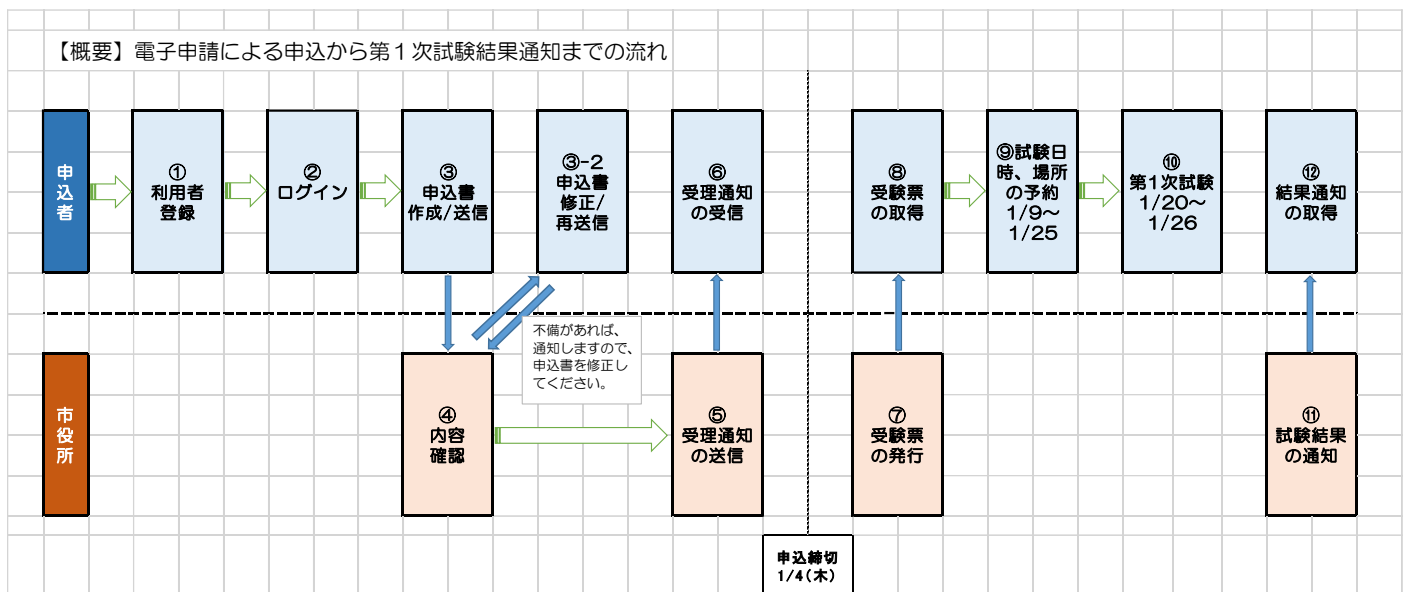 【概要】電子申請による申込から第１次試験結果通知までの流れ
申込者
①
利用者
登録
②
ログイン
③
申込書
作成/送信
③-2
申込書
修正/
再送信
⑥
受理通知
の受信
⑧
受験票
の取得
⑨試験日
時、場所
の予約
1/9～
1/25
⑩
第1次試験
1/20～
1/26
⑫
結果通知
の取得
不備があれば、
通知しますので、
申込書を修正し
てください。
市役所
④
内容
確認
⑤
受理通知
の送信
⑦
受験票
の発行
⑪
試験結果
の通知
申込締切
1/4(木)